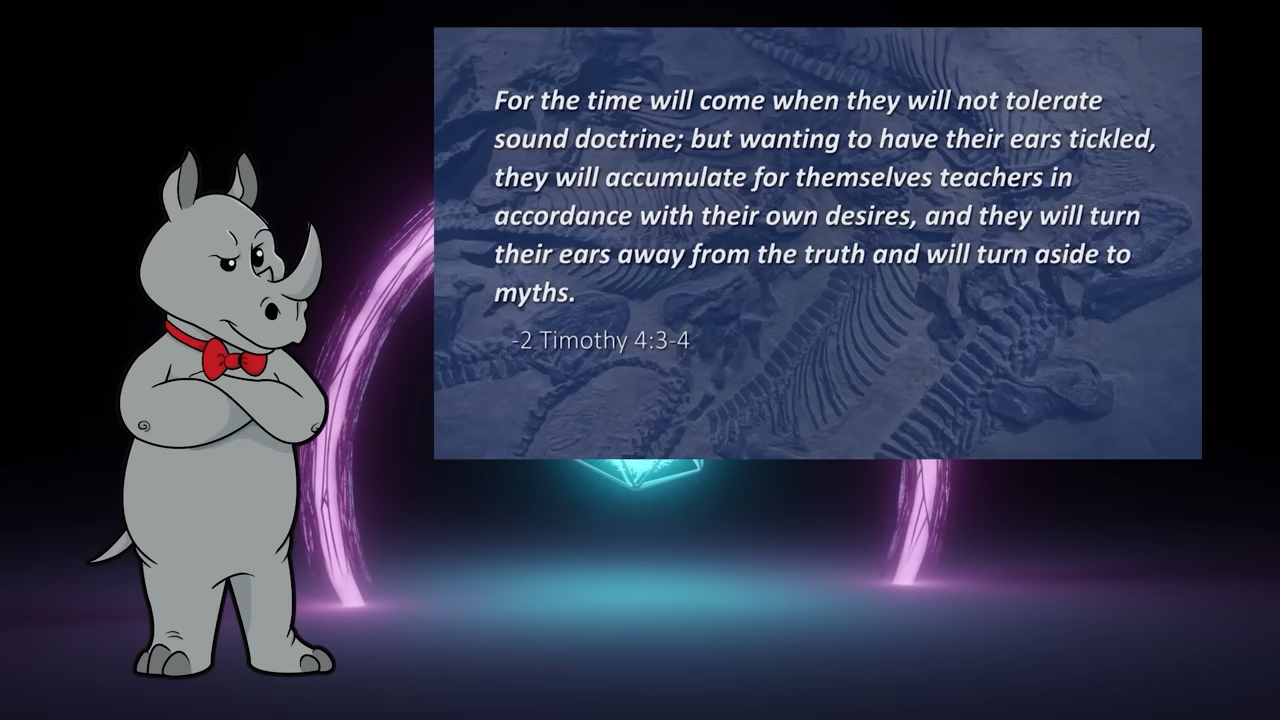 For the time will come when they will not tolerate
sound doctrine; but wanting to have their ears tickled,
they will accumulate for themselves teachers in
accordance with their own desires, and they will turn
their ears away from the truth and will turn aside to
myths.
-2 Timothy 4:3-4